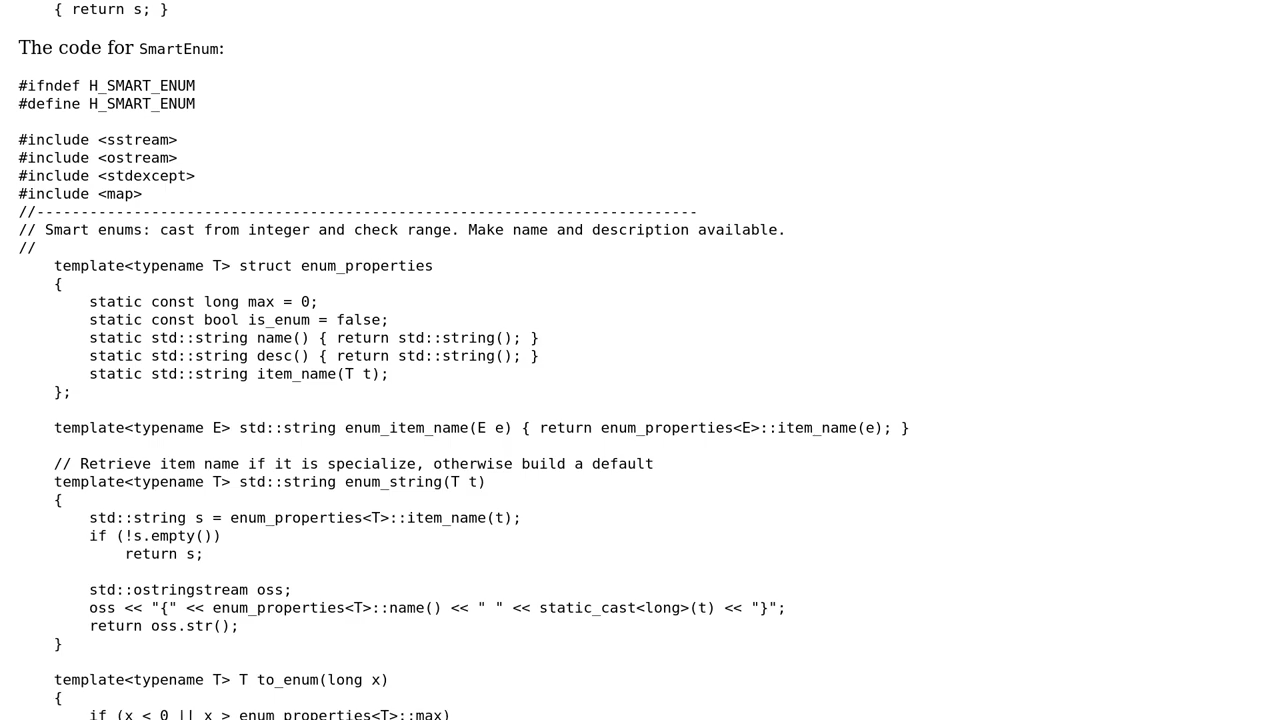 { return s; }
The code for SmartEnum:
#ifndef H_SMART_ENUM
#define H_SMART_ENUM
#include <sstream>
#include <ostream>
#include <stdexcept>
#include <map>
//---------------------------------------------------------------------------
// Smart enums: cast from integer and check range. Make name and description available.
//
    template<typename T> struct enum_properties
    {
        static const long max = 0;
        static const bool is_enum = false;
        static std::string name() { return std::string(); }
        static std::string desc() { return std::string(); }
        static std::string item_name(T t);
    };
    template<typename E> std::string enum_item_name(E e) { return enum_properties<E>::item_name(e); }
    // Retrieve item name if it is specialize, otherwise build a default
    template<typename T> std::string enum_string(T t)
    {
        std::string s = enum_properties<T>::item_name(t);
        if (!s.empty())
            return s;
        std::ostringstream oss;
        oss << "{" << enum_properties<T>::name() << " " << static_cast<long>(t) << "}";
        return oss.str();
    }
    template<typename T> T to_enum(long x)
    {
        if (x < 0 || x > enum_properties<T>::max)